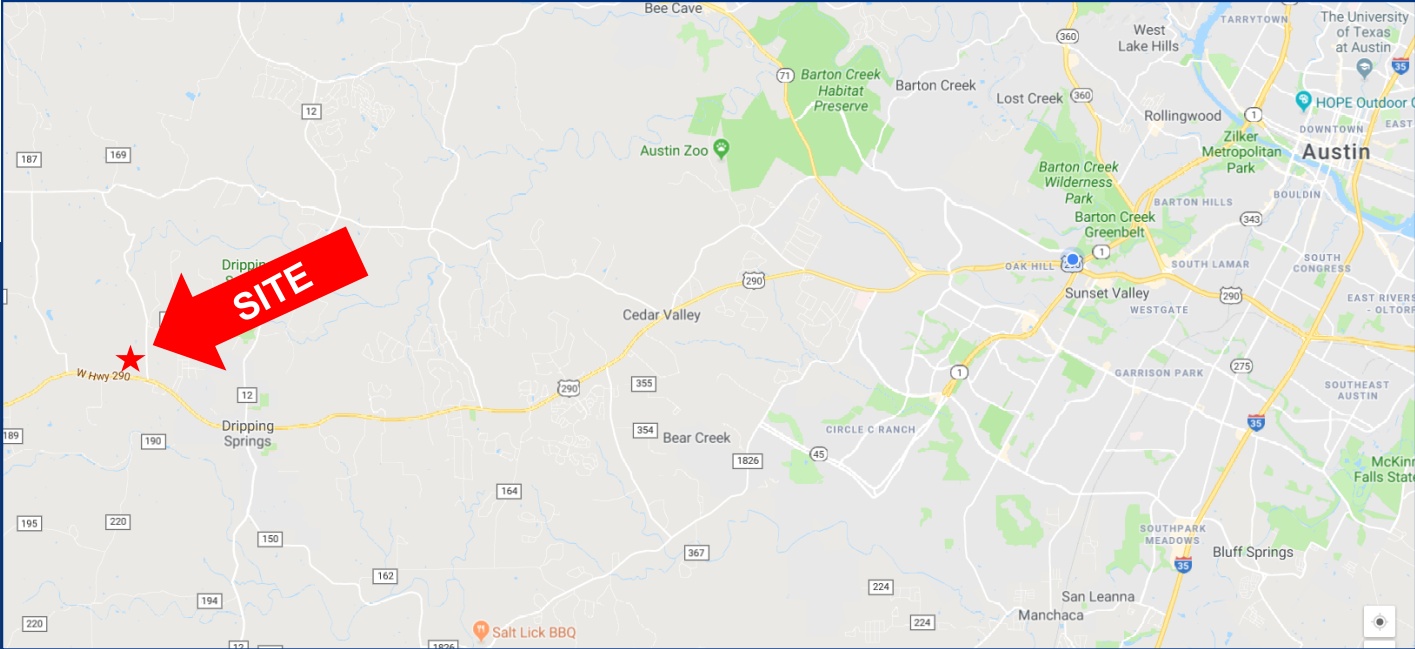 Bee Cave
TARRYTOWN
The University
of Texas
at Austin
360
West
Lake Hills
35
71
Barton Creek
Habitat
Preserve
Barton Creek
Lost Creek
360
HOPE Outdoor
12
Rollingwood
1
DOWNTOWN
EAST
Zilker
Metropolitan
Park
Austin
187
169
Austin Zoo
Barton Creek
Wilderness
Park
BOULDIN
BARTON HILLS
Barton Creek
Greenbelt
343
1
OAK HILL
290
SOUTH LAMAR
SOUTH
CONGRESS
SITE
290
Sunset Valley
290
WESTGATE
EAST RIVERS
- OLTORF
Cedar Valley
W Hwy 290
290
355
1
GARRISON PARK
275
SOUTHEAST
AUSTIN
12
Dripping
Springs
189
190
354
Bear Creek
CIRCLE C RANCH
35
1826
45
McKinn
Falls State
164
195
220
150
SOUTHPARK
MEADOWS
Bluff Springs
367
35
162
224
194
San Leanna
Manchaca
220
224
Salt Lick BBQ
12
1826